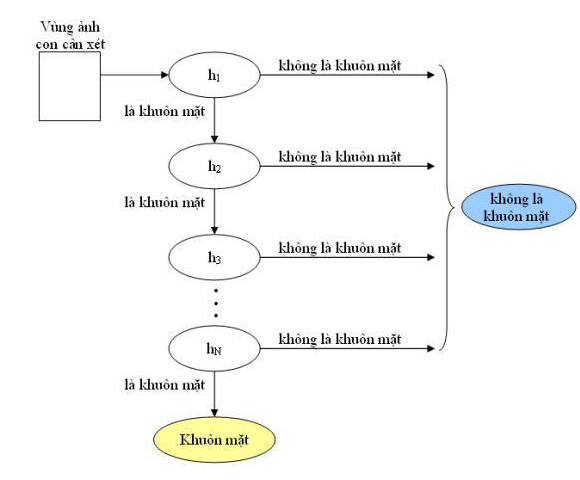 Vùng ảnh
con cần xét
h1
không là khuôn mặt
là khuôn mặt
h2
không là khuôn mặt
là khuôn mặt
h3
không là khuôn mặt
không là
khuôn mặt
hN
không là khuôn mặt
là khuôn mặt
Khuôn mặt